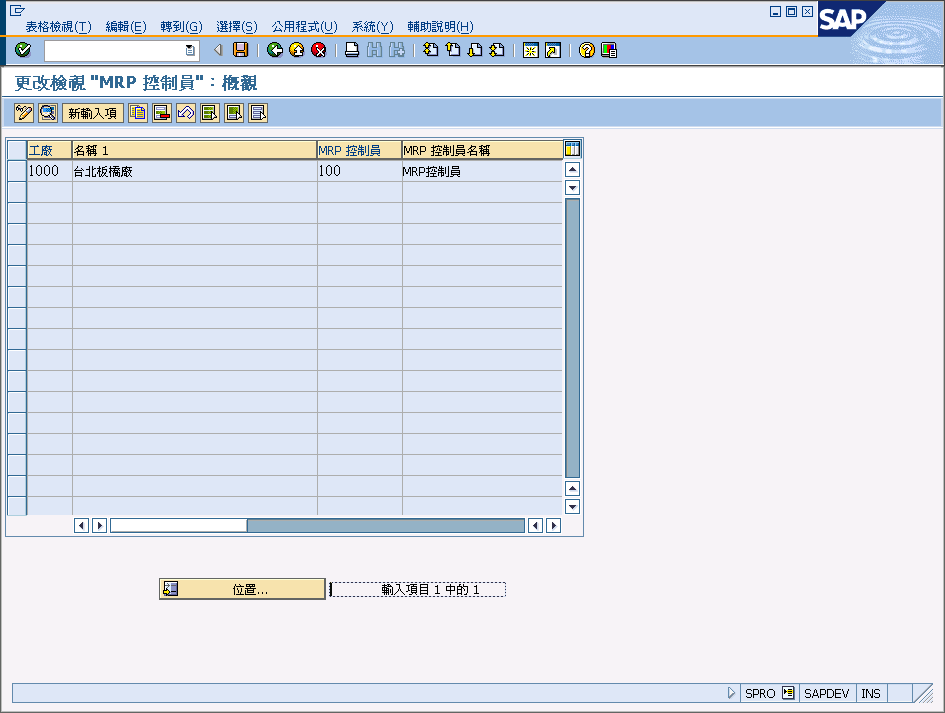 表格檢視(T) 編輯(E) 轉到(G) 選擇(S) 公用程式(U) 系統(Y) 輔助說明(H)
SAP
更改檢視 "MRP 控制員"：概觀
新輸入項
工廠 名稱 1 MRP 控制員 MRP 控制員名稱
1000 台北板橋廠 100 MRP控制員
位置... 輸入項目 1 中的 1
SPRO SAPDEV INS